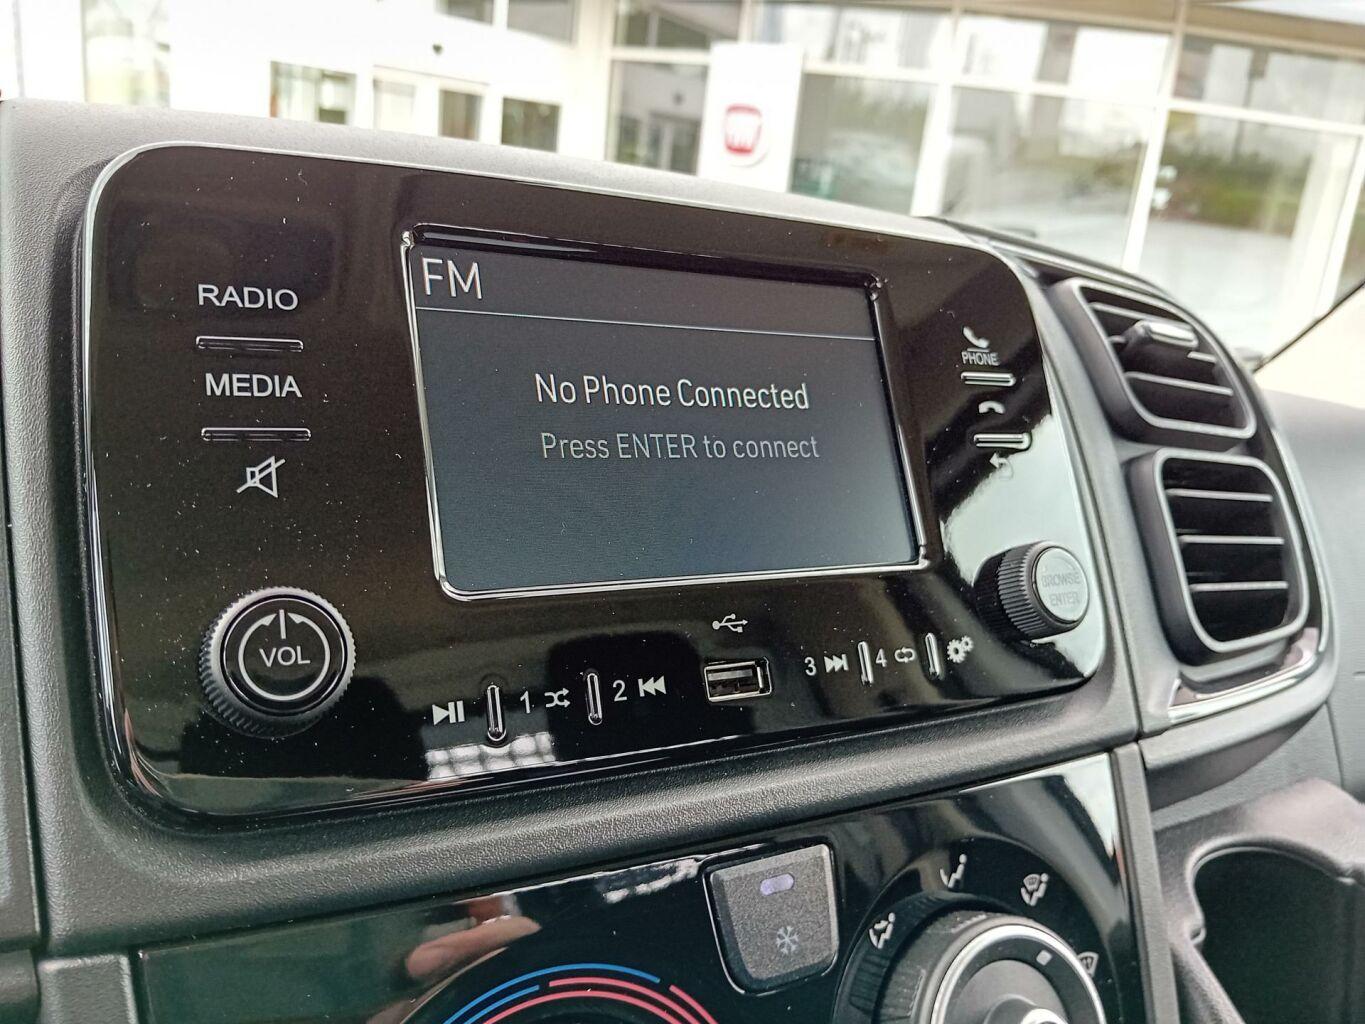 FM
RADIO
MEDIA
No Phone Connected
Press ENTER to connect
PHONE
BROWSE
ENTER
VOL
1
2
3
4